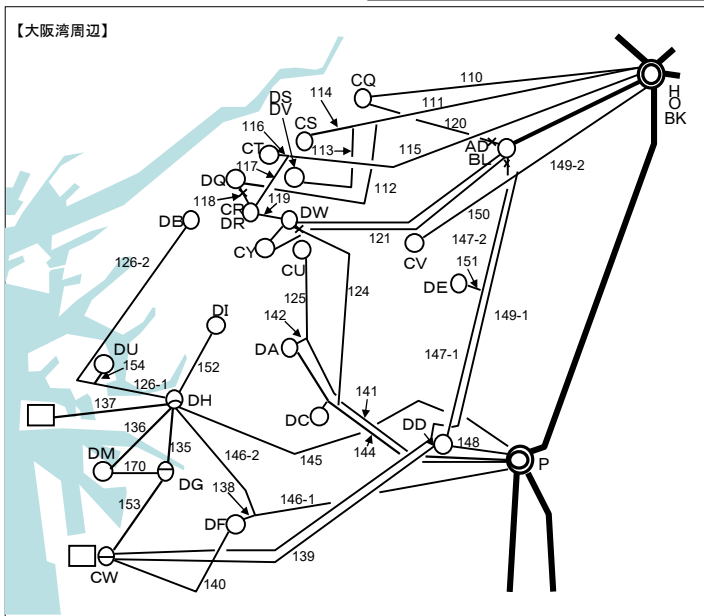 【大阪湾周辺】
CQ
110
H
O
BK
DS
DV
114
111
CS
120
116
CT
113
115
AD
BL
117
DQ
112
149-2
118
CR
DR
119
DW
150
DB
CY
121
CV
147-2
CU
151
DE
126-2
124
125
149-1
DI
142
DU
154
DA
147-1
152
126-1
DH
137
DC
141
136
135
DD
146-2
145
144
148
P
DM
170
DG
138
146-1
153
DF
139
CW
140